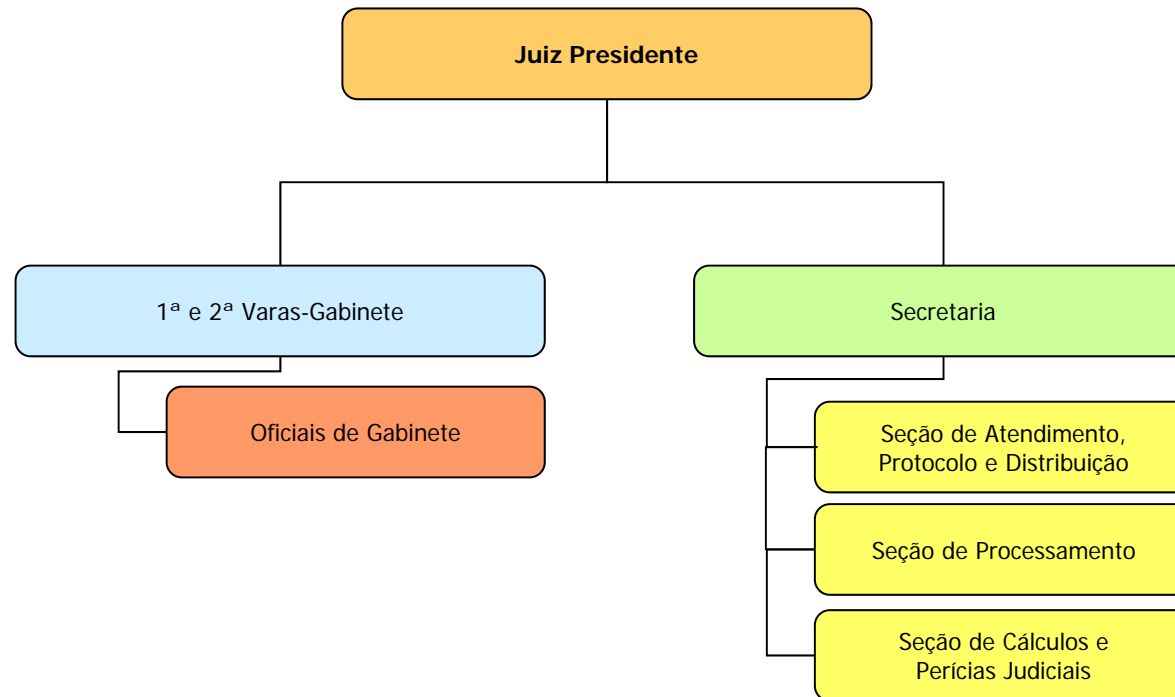 Juiz Presidente
1ª e 2ª Varas-Gabinete
Oficiais de Gabinete
Secretaria
Seção de Atendimento,
Protocolo e Distribuição
Seção de Processamento
Seção de Cálculos e
Perícias Judiciais